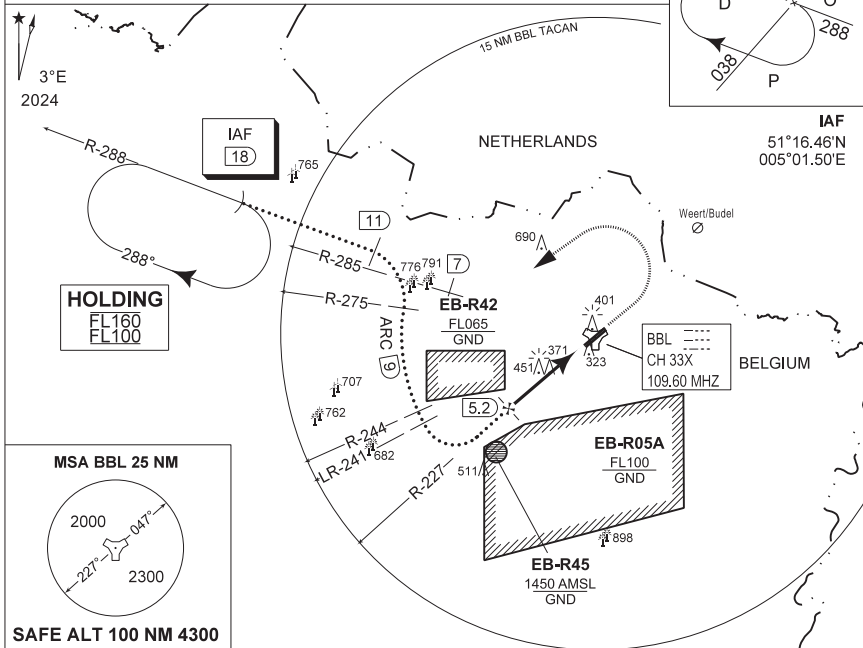 D
O
288
038
P
15 NM BBL TACAN
3°E
2024
IAF
18
IAF
51°16.46'N
005°01.50'E
NETHERLANDS
R-288
765
Weert/Budel
11
690
288°
R-285
776
791
7
HOLDING
FL160
FL100
R-275
EB-R42
FL065
GND
401
ARC 9
BBL
CH 33X
109.60 MHZ
BELGIUM
371
451
323
707
5.2
762
R-244
LR-241
682
EB-R05A
FL100
GND
MSA BBL 25 NM
R-227
511
2000
047°
227°
2300
898
EB-R45
1450 AMSL
GND
SAFE ALT 100 NM 4300